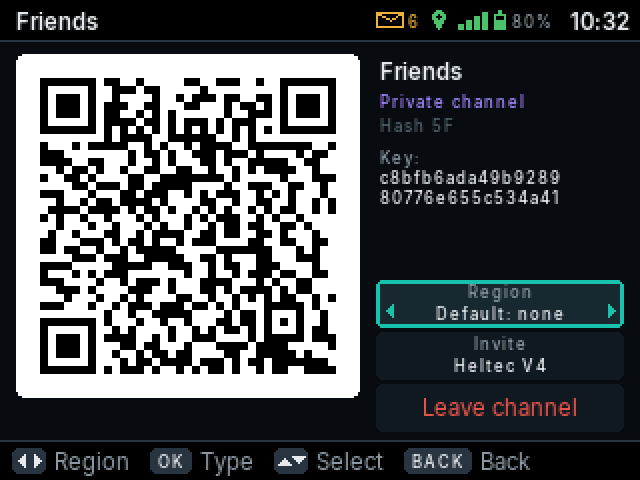 Friends
6
80%
10:32
Friends
Private channel
Hash 5F
Key:
c8bfb6ada49b9289
80776e655c534a41
Region
Default: none
Invite
Heltec V4
Leave channel
Region
OK Type
Select
BACK Back